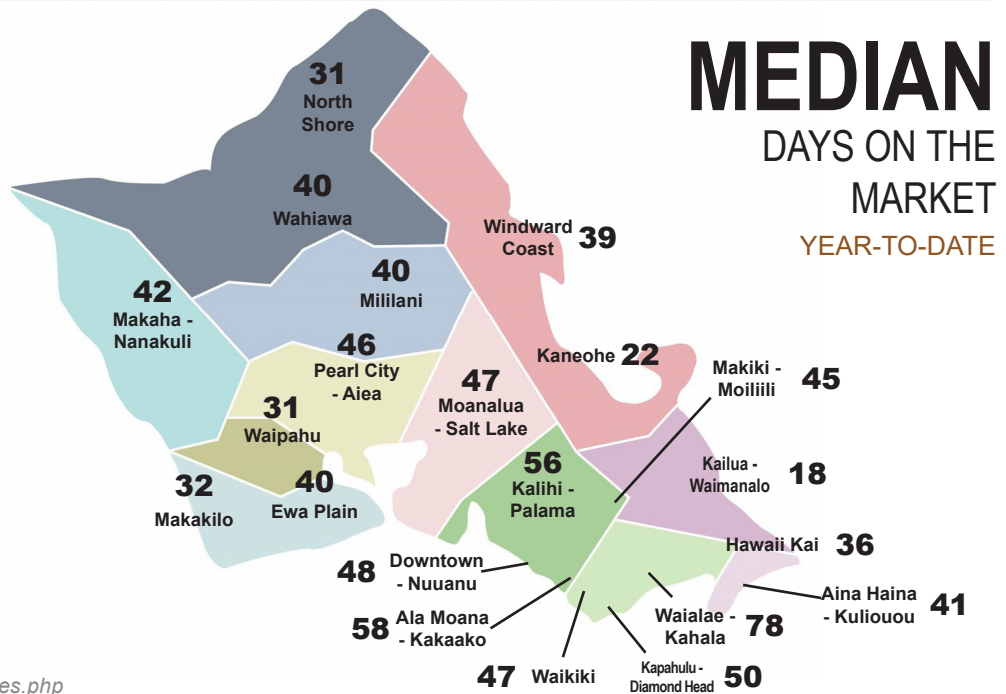 MEDIAN
DAYS ON THE
MARKET
YEAR-TO-DATE
31
North
Shore
40
Wahiawa
Windward
Coast
39
40
Mililani
42
Makaha -
Nanakuli
46
Pearl City
- Aiea
Kaneohe 22
Makiki -
Moiliili
45
47
Moanalua
- Salt Lake
31
Waipahu
56
Kalihi -
Palama
Kailua -
Waimanalo
18
32
Makakilo
40
Ewa Plain
Hawaii Kai 36
48
Downtown
- Nuuanu
58
Ala Moana
- Kakaako
47 Waikiki
Waialae -
Kahala
78
Aina Haina
- Kuliouou
41
Kapahulu -
Diamond Head
50
es.php